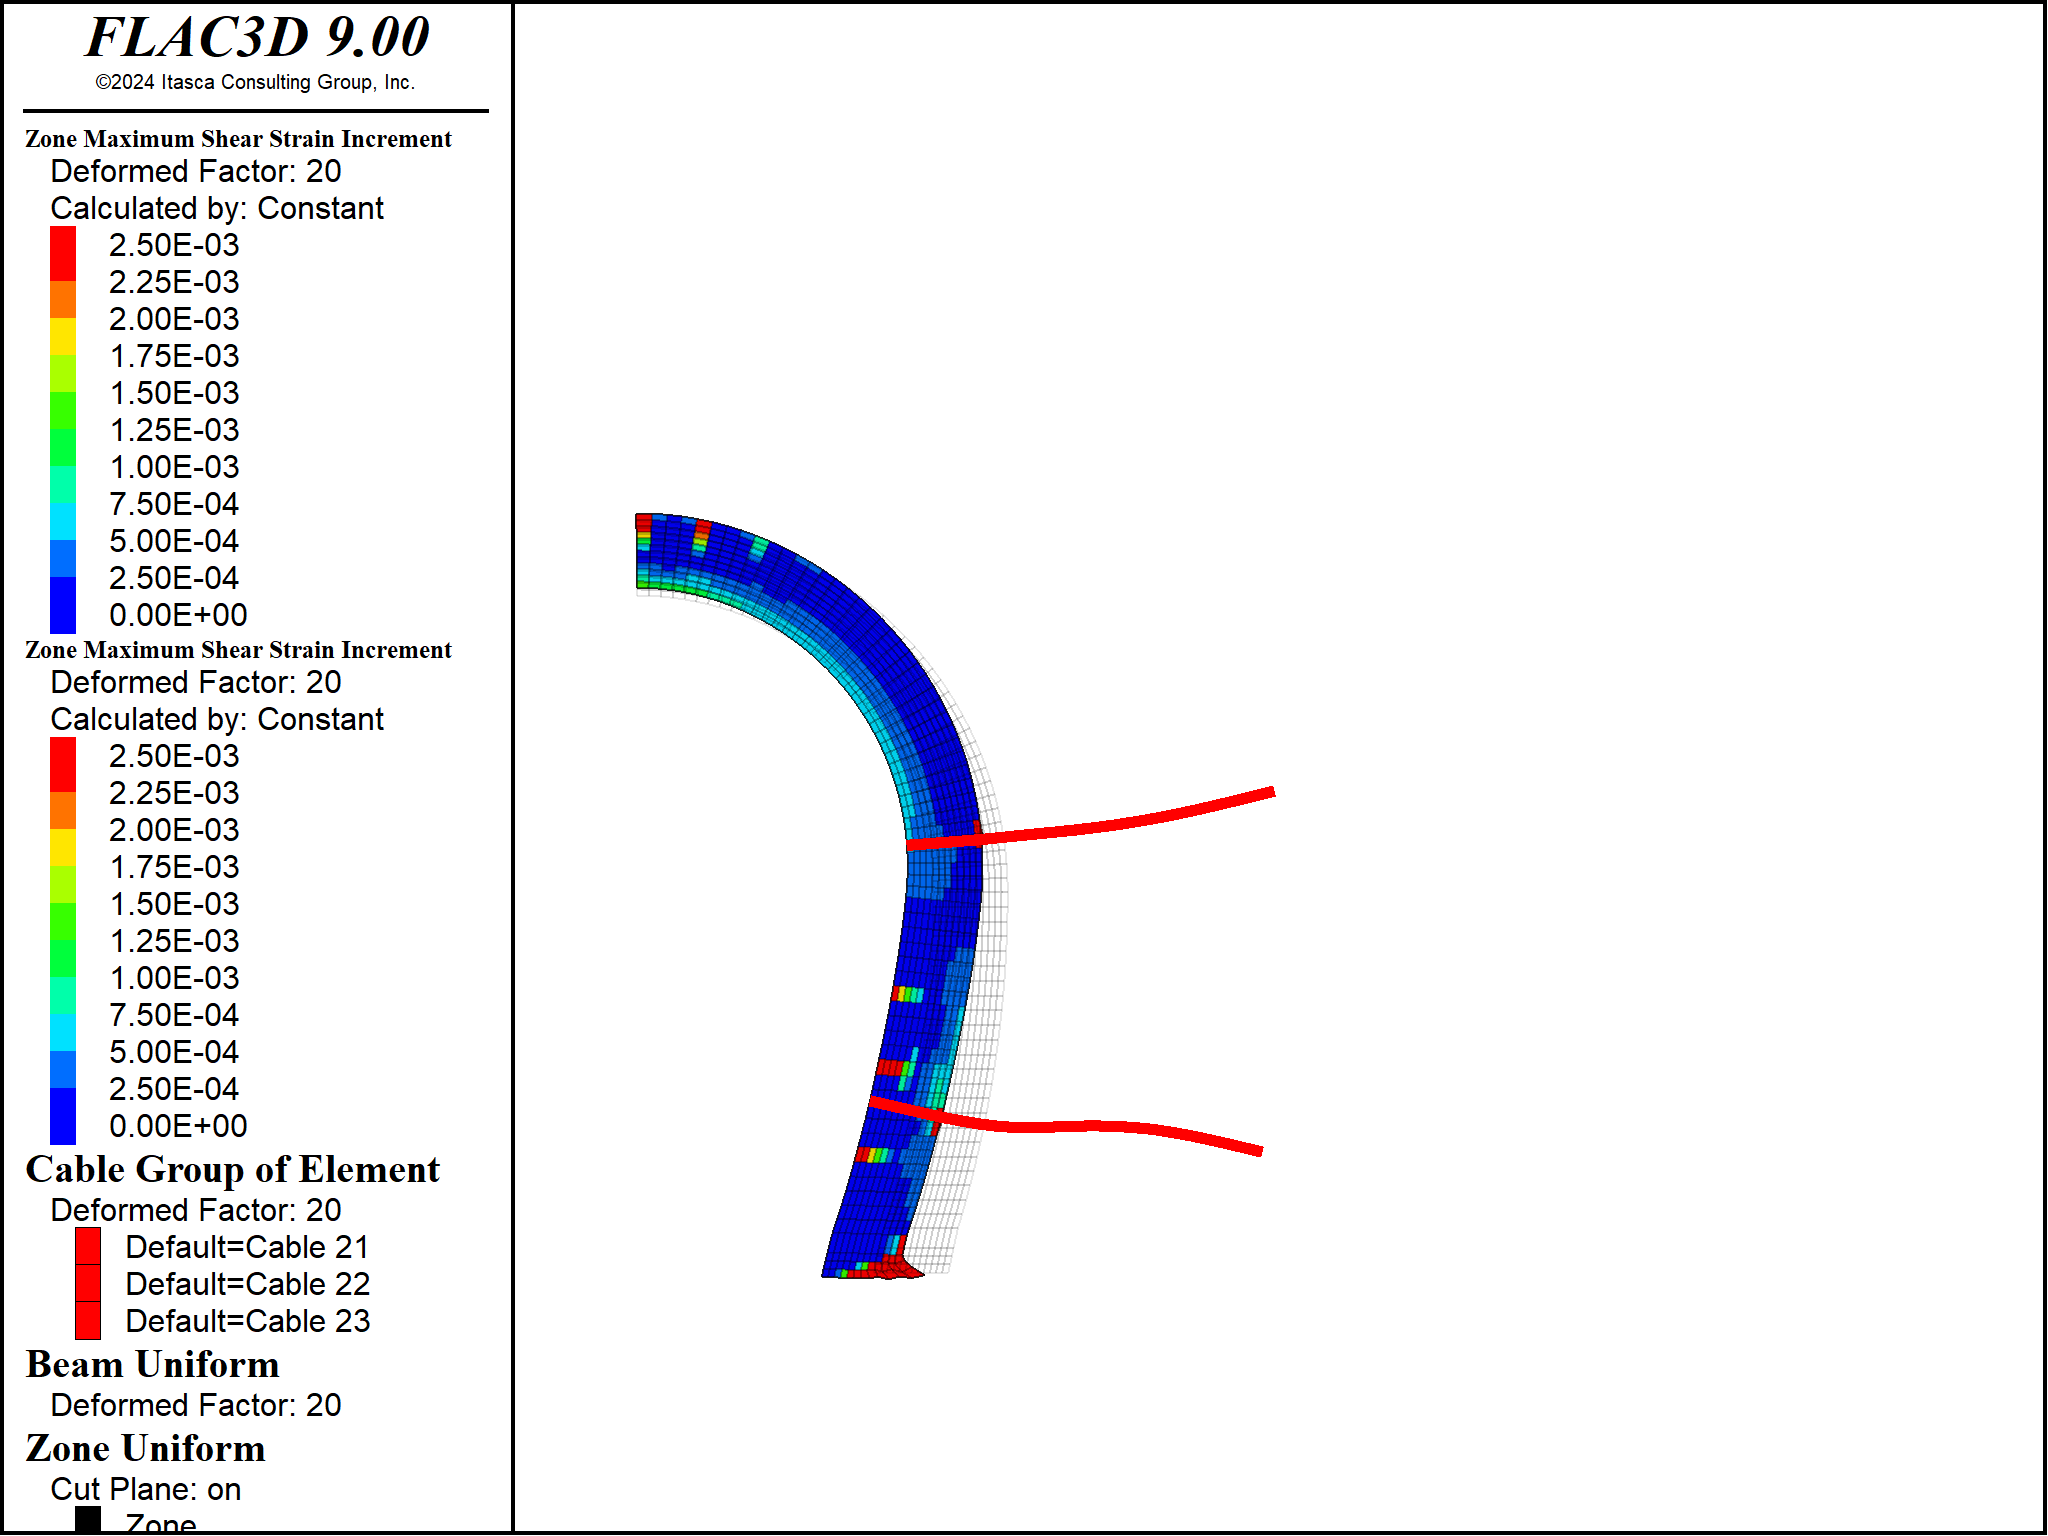 FLAC3D 9.00
©2024 Itasca Consulting Group, Inc.
Zone Maximum Shear Strain Increment
Deformed Factor: 20
Calculated by: Constant
2.50E-03
2.25E-03
2.00E-03
1.75E-03
1.50E-03
1.25E-03
1.00E-03
7.50E-04
5.00E-04
2.50E-04
0.00E+00
Zone Maximum Shear Strain Increment
Deformed Factor: 20
Calculated by: Constant
2.50E-03
2.25E-03
2.00E-03
1.75E-03
1.50E-03
1.25E-03
1.00E-03
7.50E-04
5.00E-04
2.50E-04
0.00E+00
Cable Group of Element
Deformed Factor: 20
Default=Cable 21
Default=Cable 22
Default=Cable 23
Beam Uniform
Deformed Factor: 20
Zone Uniform
Cut Plane: on
Zone